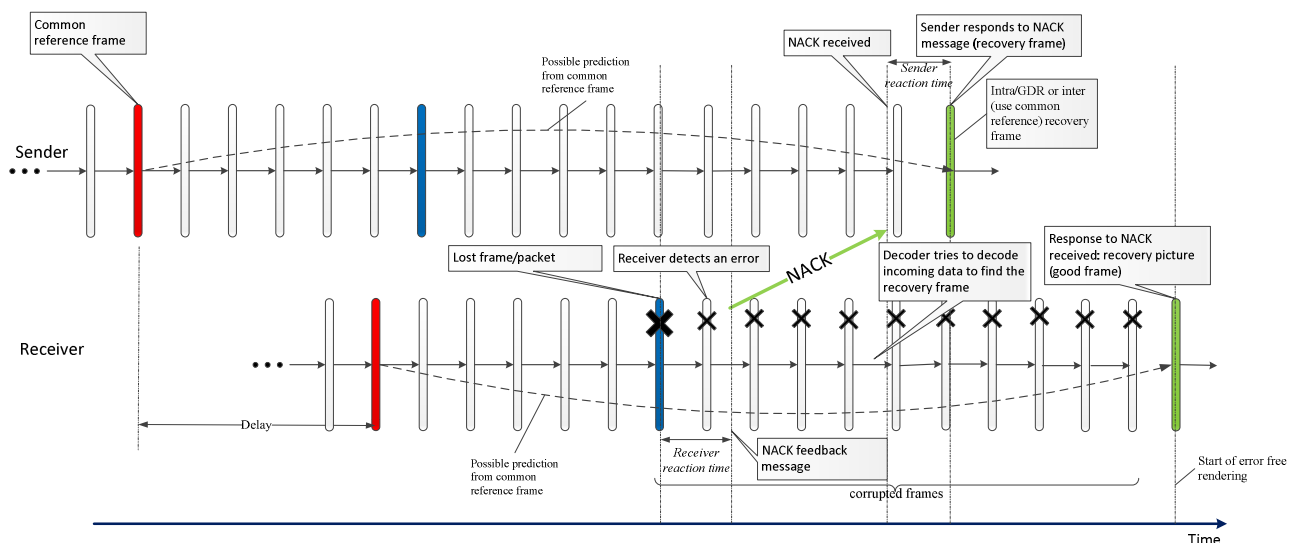 Common
reference frame
NACK received
Sender responds to NACK
message (recovery frame)
Possible prediction
from common
reference frame
Sender
reaction time
Intra/GDR or inter
(use common
reference) recovery
frame
Sender
Lost frame/packet
Receiver detects an error
NACK
Decoder tries to decode
incoming data to find the
recovery frame
Response to NACK
received: recovery picture
(good frame)
Receiver
Delay
Possible prediction
from common
reference frame
Receiver
reaction time
NACK feedback
message
corrupted frames
Start of error free
rendering
Time